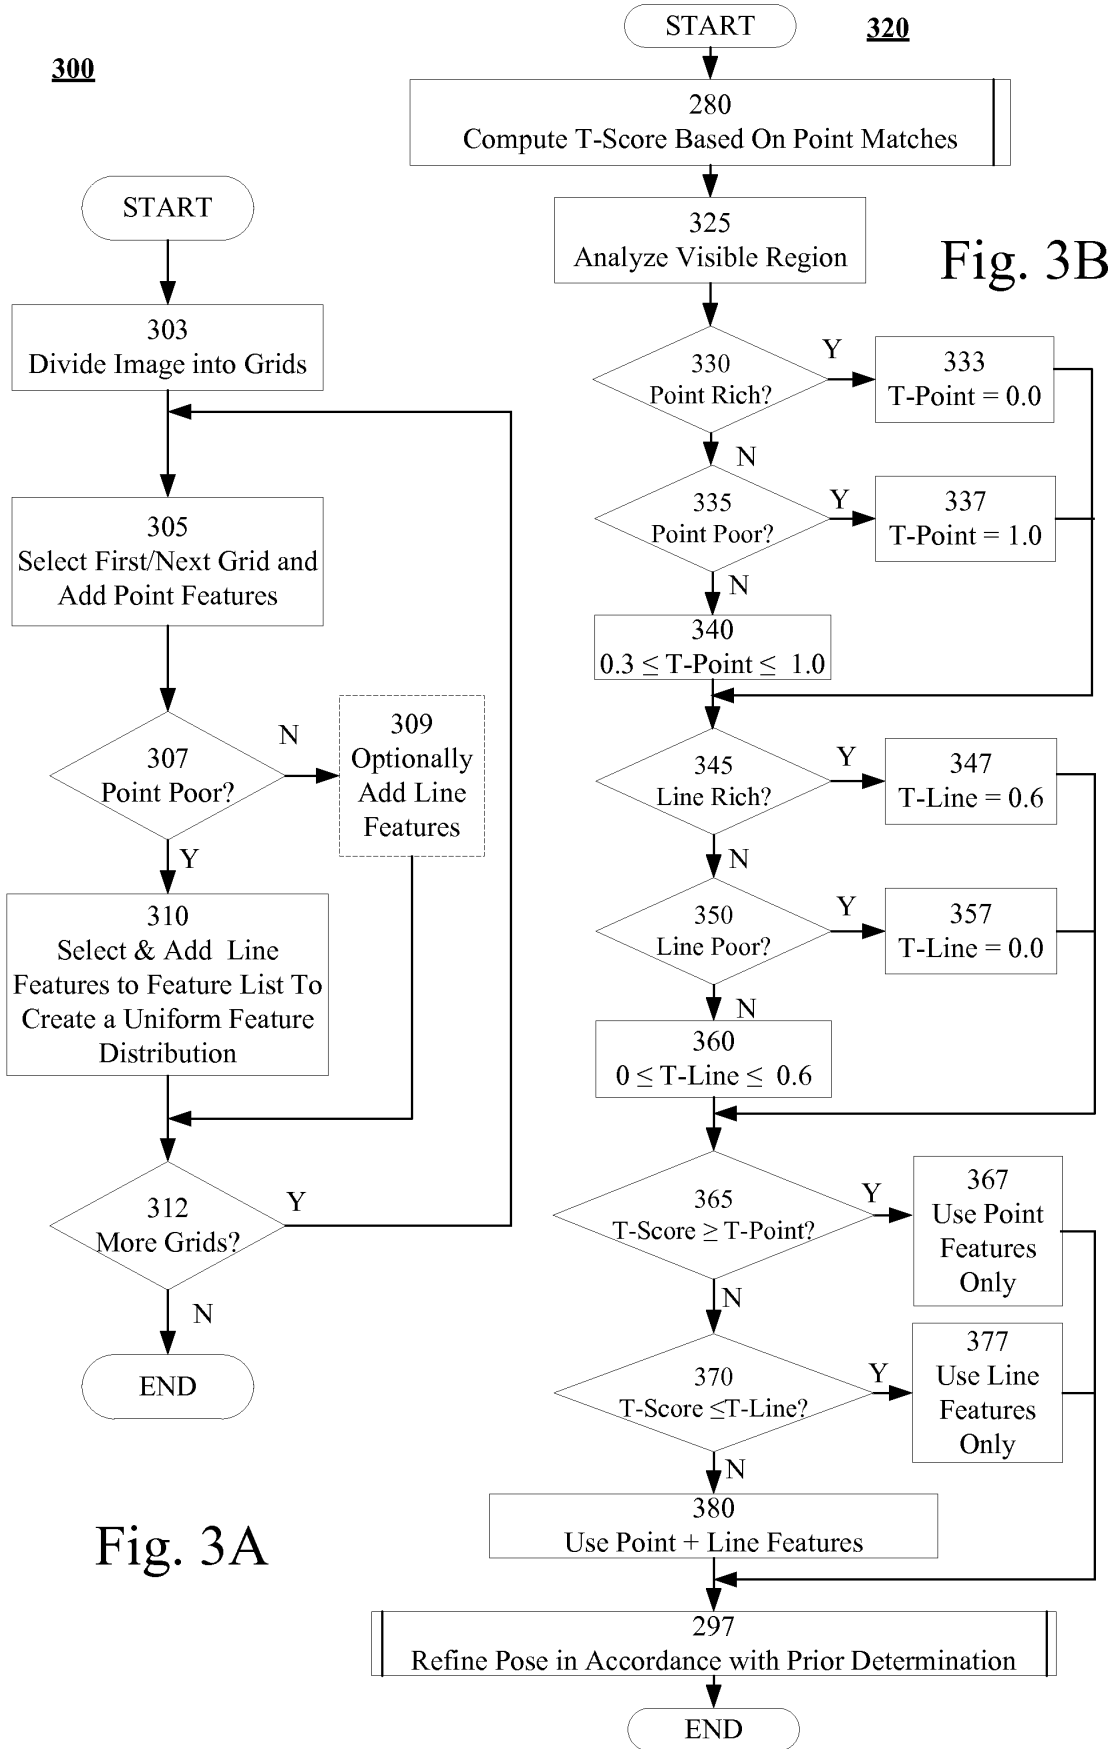 300
START
303
Divide Image into Grids
305
Select First/Next Grid and
Add Point Features
307
Point Poor?
N
309
Optionally
Add Line
Features
Y
310
Select & Add Line
Features to Feature List To
Create a Uniform Feature
Distribution
312
More Grids?
Y
N
END
Fig. 3A
START
320
280
Compute T-Score Based On Point Matches
325
Analyze Visible Region
Fig. 3B
330
Point Rich?
Y
333
T-Point = 0.0
N
335
Point Poor?
Y
337
T-Point = 1.0
N
340
0.3 ≤ T-Point ≤ 1.0
345
Line Rich?
Y
347
T-Line = 0.6
N
350
Line Poor?
Y
357
T-Line = 0.0
N
360
0 ≤ T-Line ≤ 0.6
365
T-Score ≥ T-Point?
Y
367
Use Point
Features
Only
N
370
T-Score ≤T-Line?
Y
377
Use Line
Features
Only
N
380
Use Point + Line Features
297
Refine Pose in Accordance with Prior Determination
END